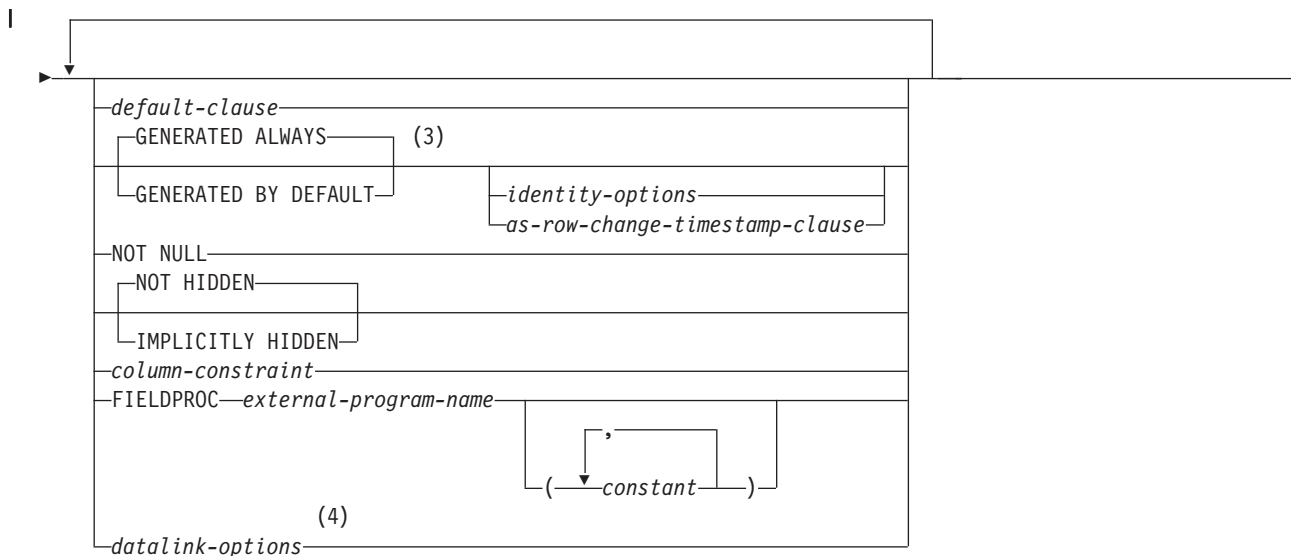 default-clause
GENERATED ALWAYS (3)
GENERATED BY DEFAULT
identity-options
as-row-change-timestamp-clause
NOT NULL
NOT HIDDEN
IMPLICITLY HIDDEN
column-constraint
FIELDPROC external-program-name
,
( constant )
(4)
datalink-options